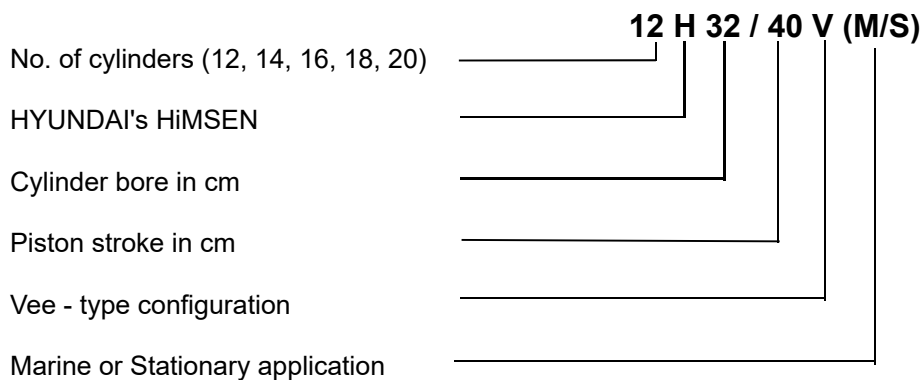 12 H 32 / 40 V (M/S)
No. of cylinders (12, 14, 16, 18, 20)
HYUNDAI's HiMSEN
Cylinder bore in cm
Piston stroke in cm
Vee - type configuration
Marine or Stationary application